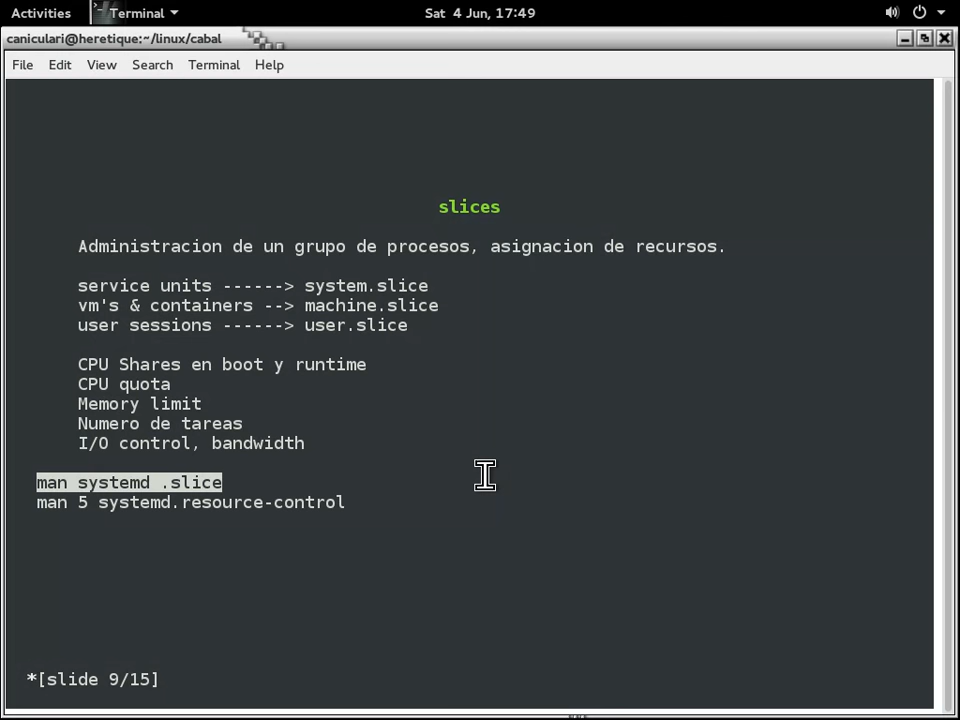 Activities
Terminal
Sat 4 Jun, 17:49
caniculari@heretique:~/linux/cabal
File Edit View Search Terminal Help
slices
Administracion de un grupo de procesos, asignacion de recursos.
service units ------> system.slice
vm's & containers --> machine.slice
user sessions ------> user.slice
CPU Shares en boot y runtime
CPU quota
Memory limit
Numero de tareas
I/O control, bandwidth
man systemd .slice
man 5 systemd.resource-control
*[slide 9/15]